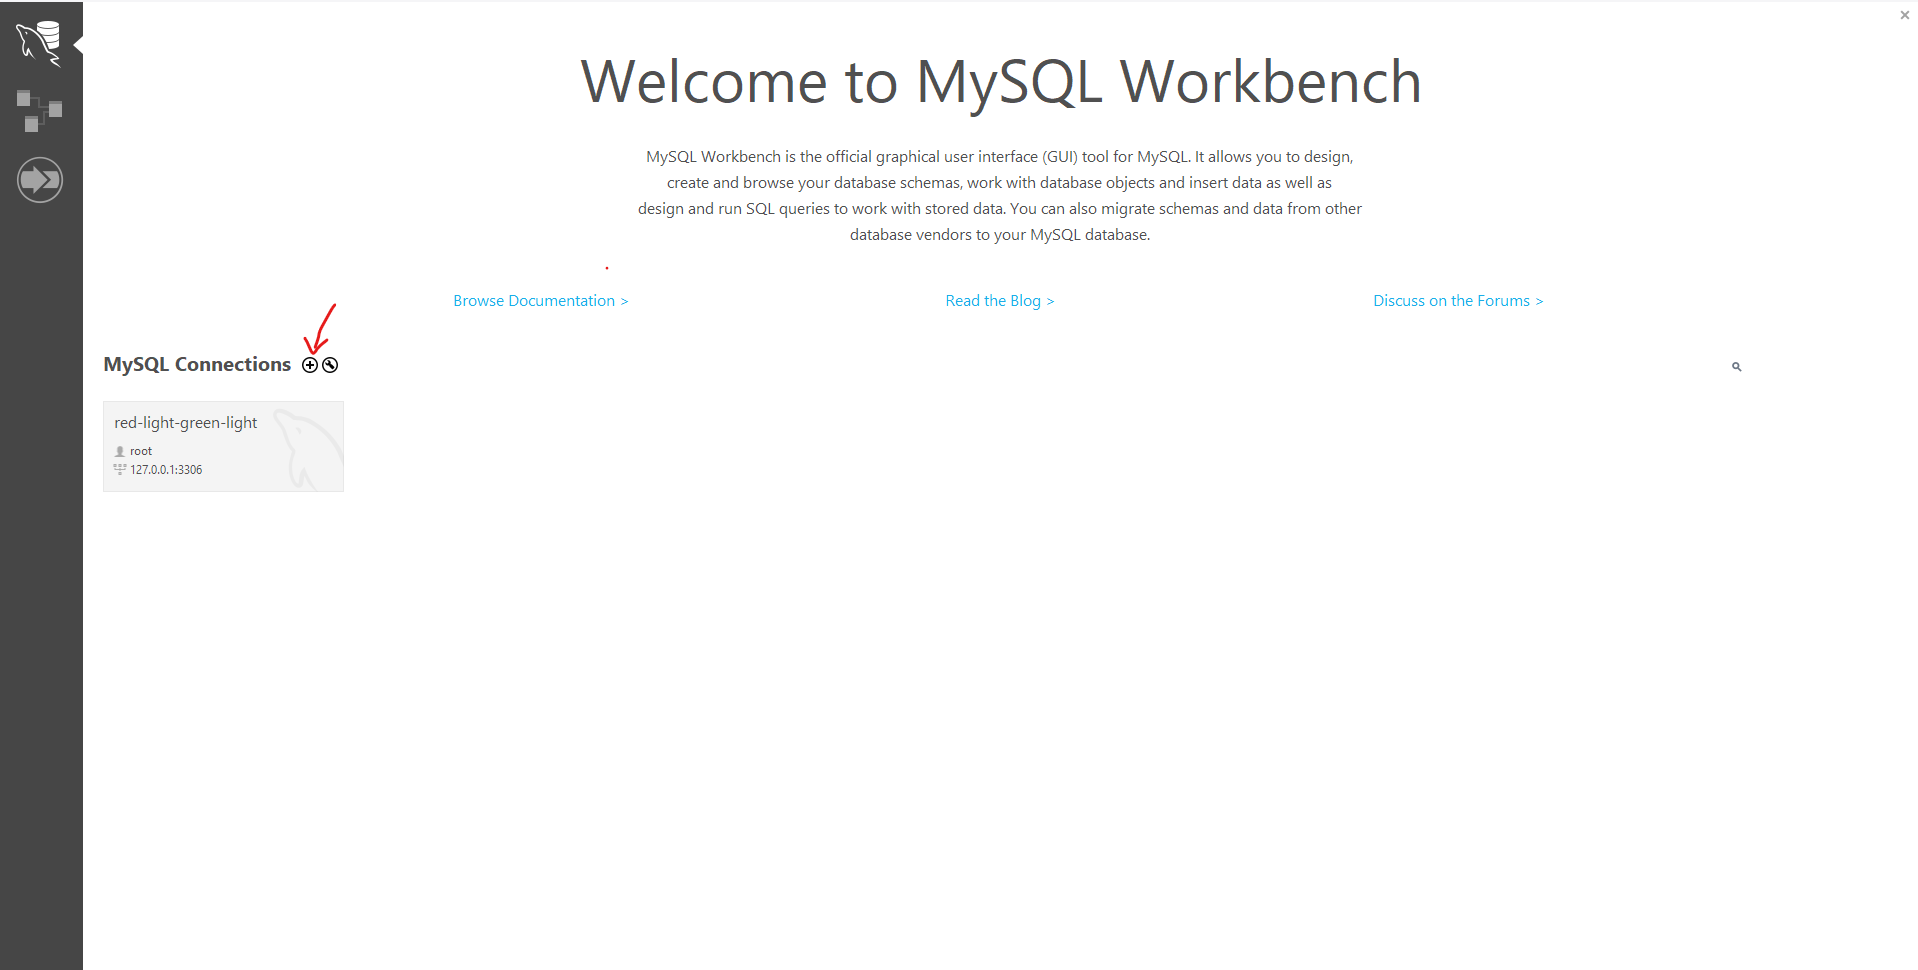 Welcome to MySQL Workbench
MySQL Workbench is the official graphical user interface (GUI) tool for MySQL. It allows you to design,
create and browse your database schemas, work with database objects and insert data as well as
design and run SQL queries to work with stored data. You can also migrate schemas and data from other
database vendors to your MySQL database.
Browse Documentation >
Read the Blog >
Discuss on the Forums >
MySQL Connections
red-light-green-light
root
127.0.0.1:3306